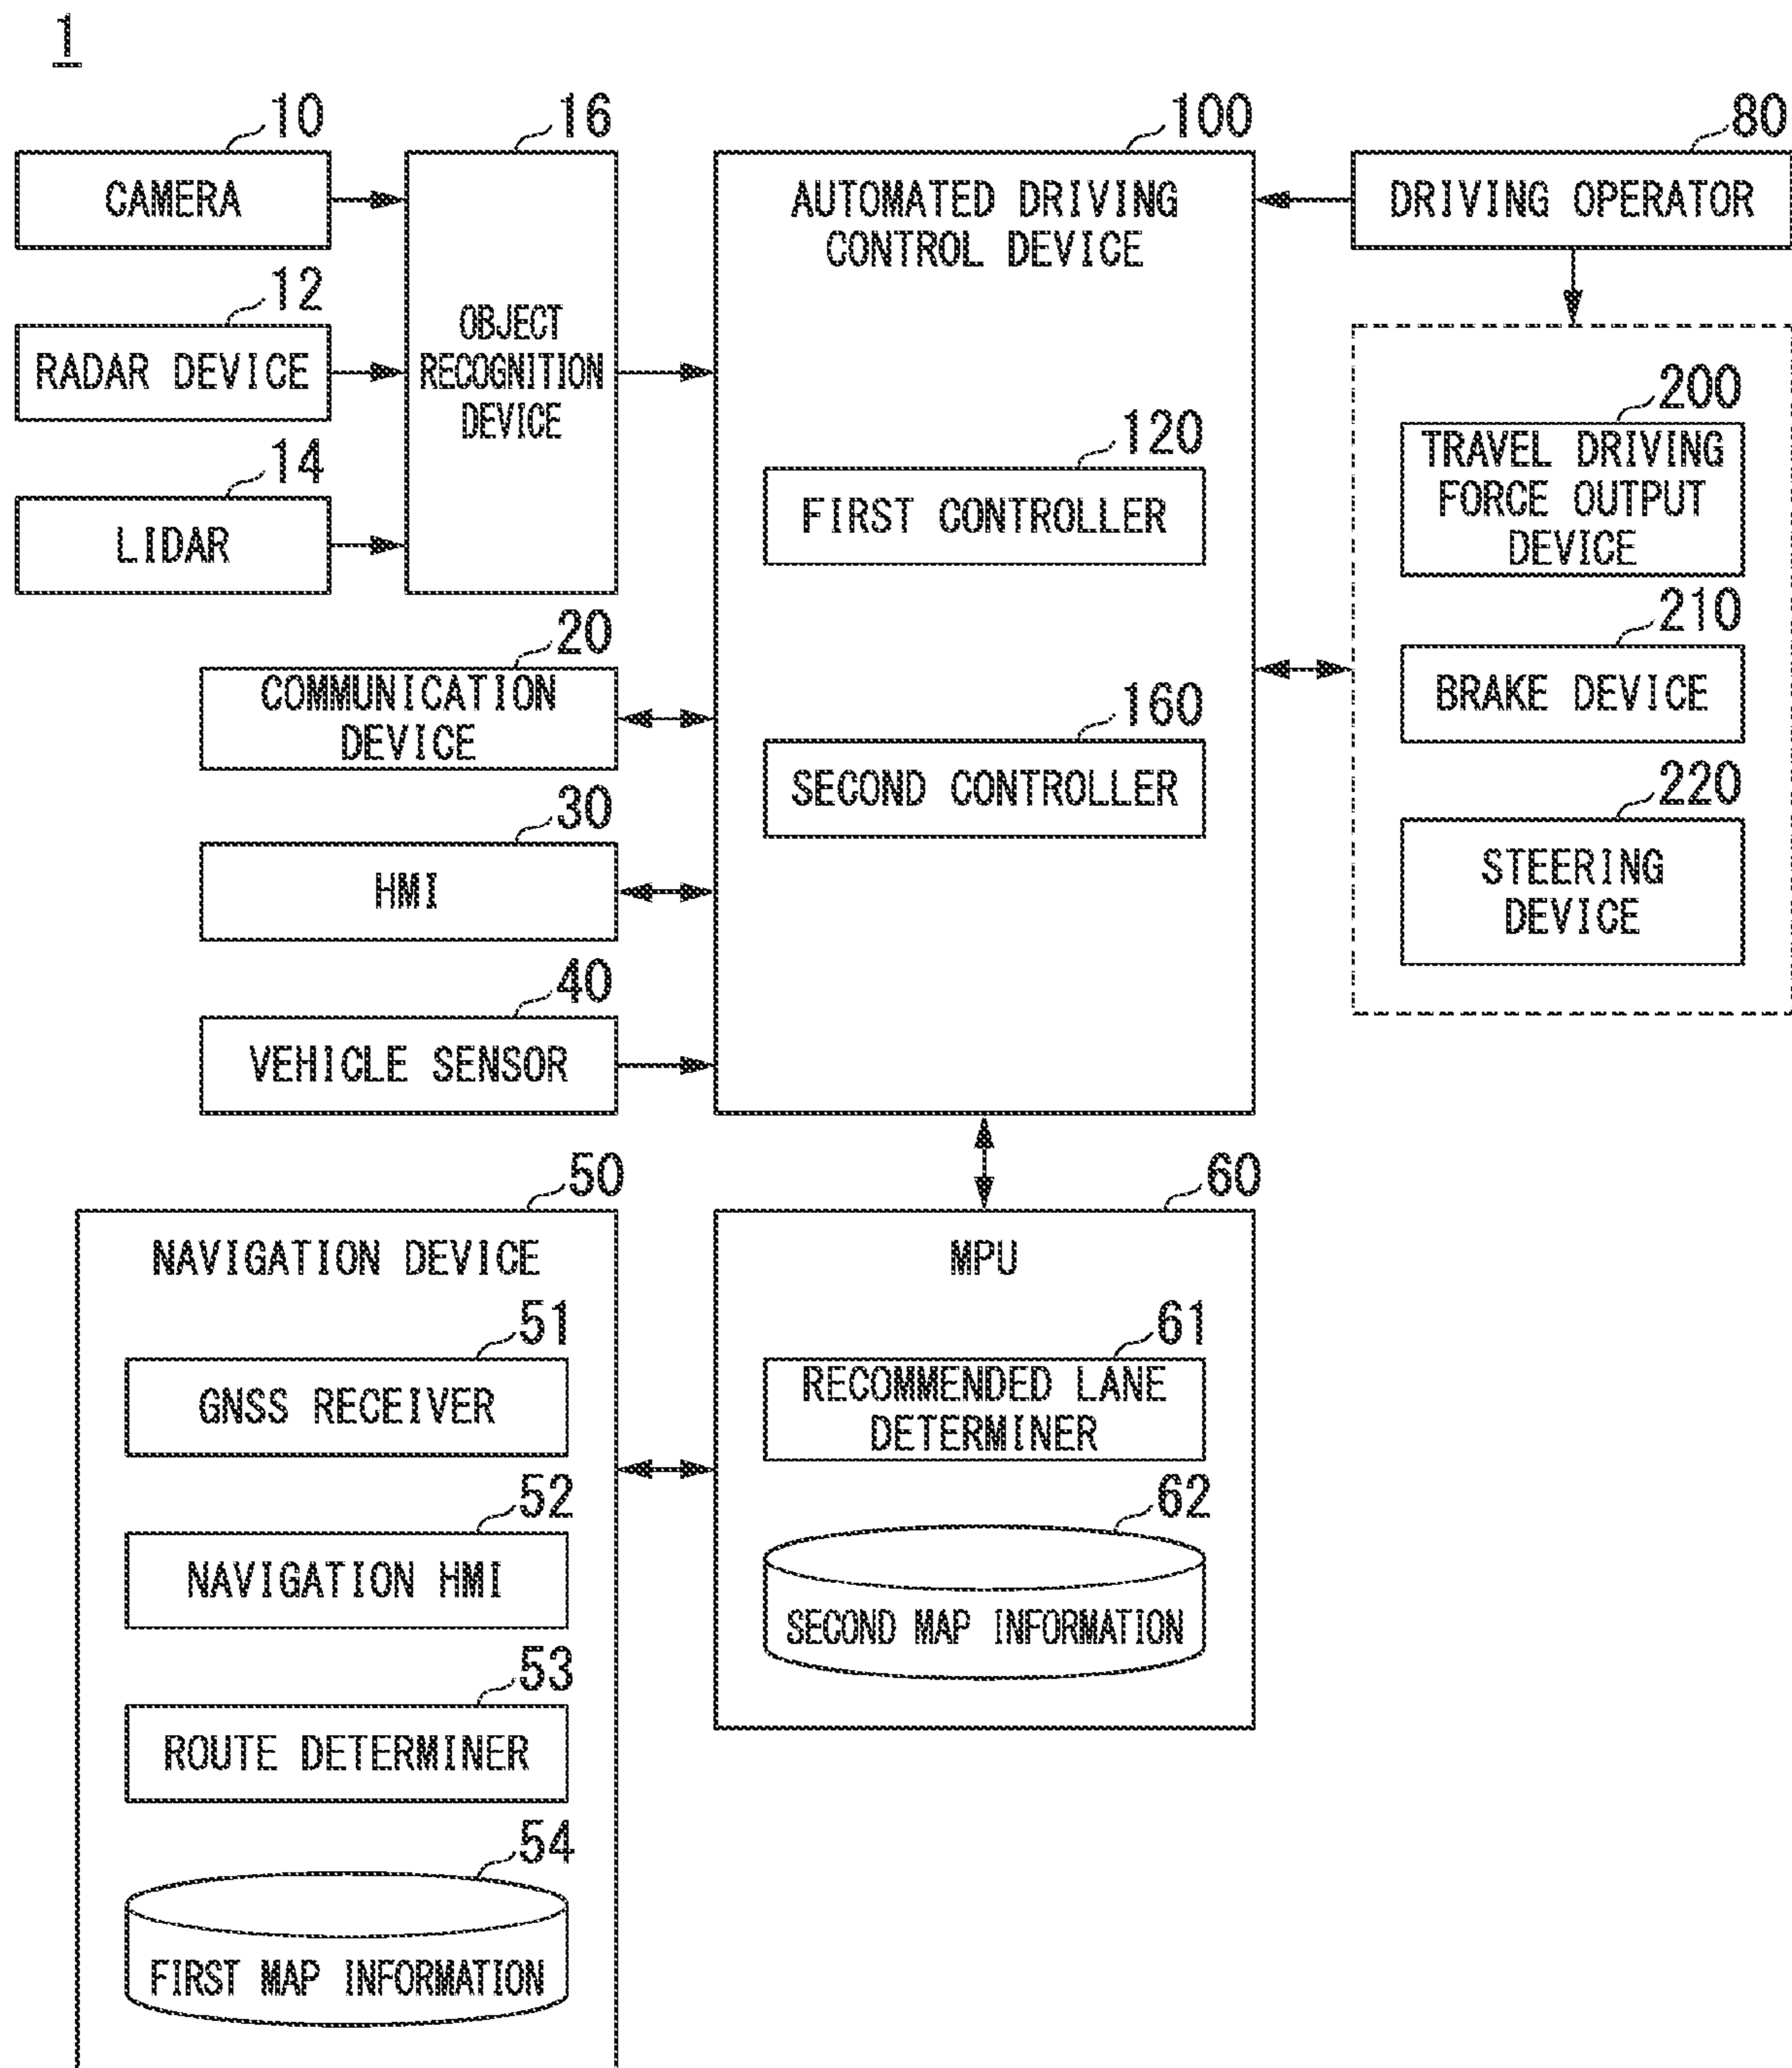 1
10
CAMERA
12
RADAR DEVICE
14
LIDAR
16
OBJECT
RECOGNITION
DEVICE
20
COMMUNICATION
DEVICE
30
HMI
40
VEHICLE SENSOR
100
AUTOMATED DRIVING
CONTROL DEVICE
120
FIRST CONTROLLER
160
SECOND CONTROLLER
80
DRIVING OPERATOR
200
TRAVEL DRIVING
FORCE OUTPUT
DEVICE
210
BRAKE DEVICE
220
STEERING
DEVICE
50
NAVIGATION DEVICE
51
GNSS RECEIVER
52
NAVIGATION HMI
53
ROUTE DETERMINER
54
FIRST MAP INFORMATION
60
MPU
61
RECOMMENDED LANE
DETERMINER
62
SECOND MAP INFORMATION